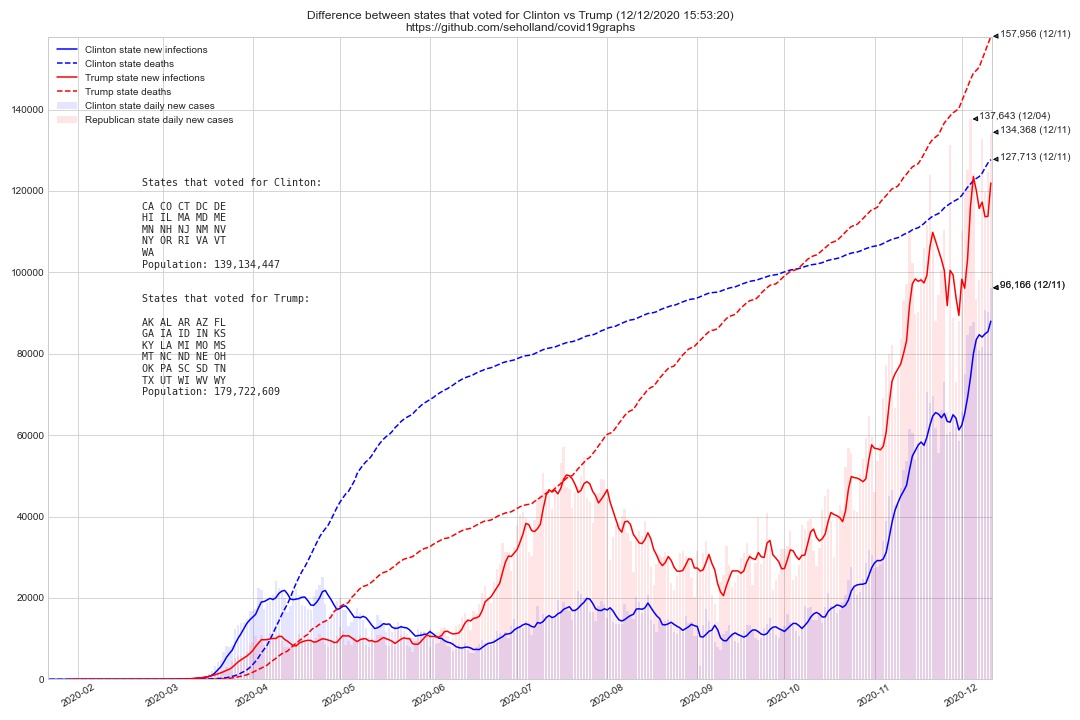 Difference between states that voted for Clinton vs Trump (12/12/2020 15:53:20)
https://github.com/seholland/covid19graphs
Clinton state new infections
Clinton state deaths
Trump state new infections
Trump state deaths
Clinton state daily new cases
Republican state daily new cases
157,956 (12/11)
137,643 (12/04)
134,368 (12/11)
127,713 (12/11)
96,166 (12/11)
States that voted for Clinton:
CA CO CT DC DE
HI IL MA MD ME
MN NH NJ NM NV
NY OR RI VA VT
WA
Population: 139,134,447
States that voted for Trump:
AK AL AR AZ FL
GA IA ID IN KS
KY LA MI MO MS
MT NC ND NE OH
OK PA SC SD TN
TX UT WI WV WY
Population: 179,722,609
140000
120000
100000
80000
60000
40000
20000
0
2020-02
2020-03
2020-04
2020-05
2020-06
2020-07
2020-08
2020-09
2020-10
2020-11
2020-12